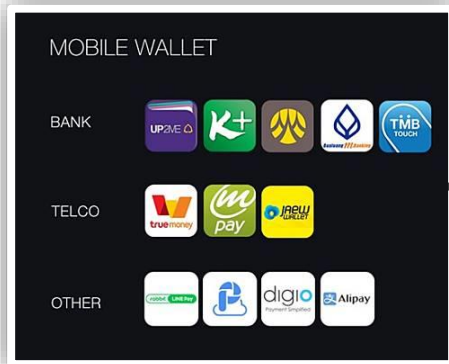 MOBILE WALLET
BANK
UP2ME
K+
Bualuang mBanking
TMB
TOUCH
TELCO
truemoney
m
pay
JAEW
WALLET
OTHER
rabbit LINE Pay
digio
Payment Simplified
Alipay